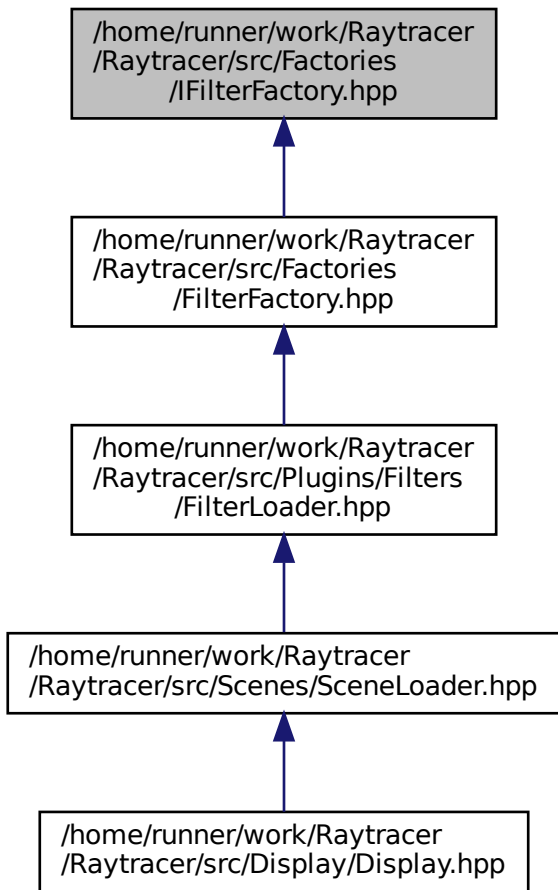 /home/runner/work/Raytracer
/Raytracer/src/Factories
/IFilterFactory.hpp
/home/runner/work/Raytracer
/Raytracer/src/Factories
/FilterFactory.hpp
/home/runner/work/Raytracer
/Raytracer/src/Plugins/Filters
/FilterLoader.hpp
/home/runner/work/Raytracer
/Raytracer/src/Scenes/SceneLoader.hpp
/home/runner/work/Raytracer
/Raytracer/src/Display/Display.hpp